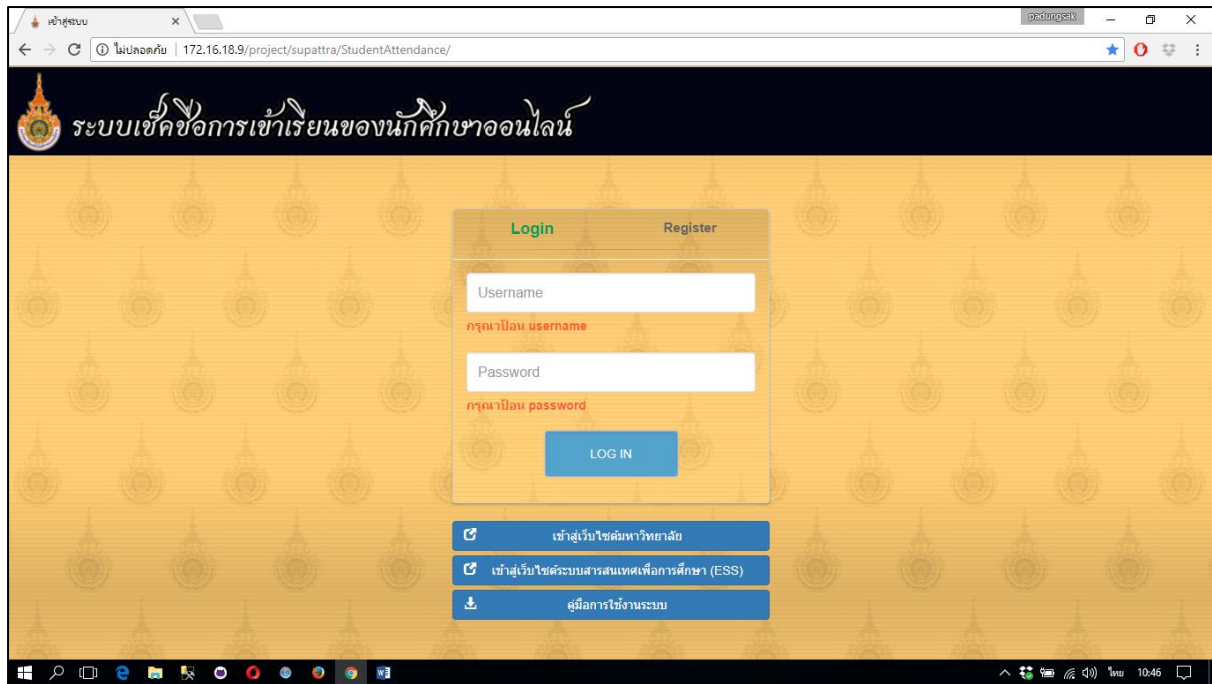 เข้าสู่ระบบ
padungsak
ไม่ปลอดภัย | 172.16.18.9/project/supattra/StudentAttendance/
ระบบเช็คชื่อการเข้าเรียนของนักศึกษาออนไลน์
Login Register
Username
กรุณาป้อน username
Password
กรุณาป้อน password
LOG IN
เข้าสู่เว็บไซต์มหาวิทยาลัย
เข้าสู่เว็บไซต์ระบบสารสนเทศเพื่อการศึกษา (ESS)
คู่มือการใช้งานระบบ
ไทย 10:46